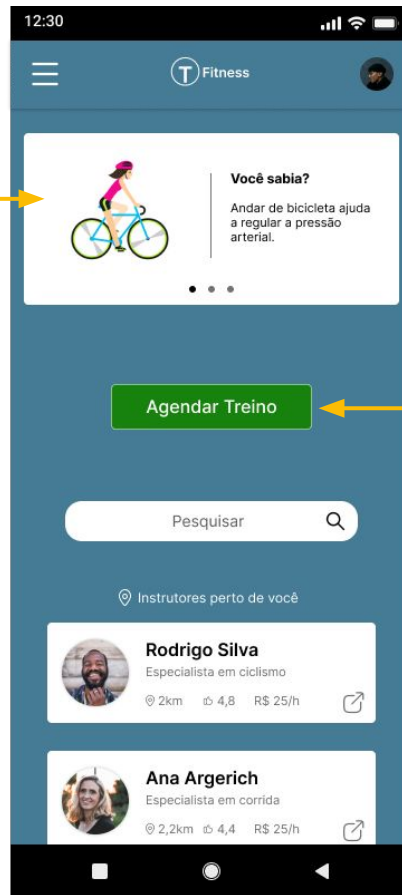 12:30
T Fitness
Você sabia?
Andar de bicicleta ajuda
a regular a pressão
arterial.
Agendar Treino
Pesquisar
Instrutores perto de você
Rodrigo Silva
Especialista em ciclismo
2km 4,8 R$ 25/h
Ana Argerich
Especialista em corrida
2,2km 4,4 R$ 25/h